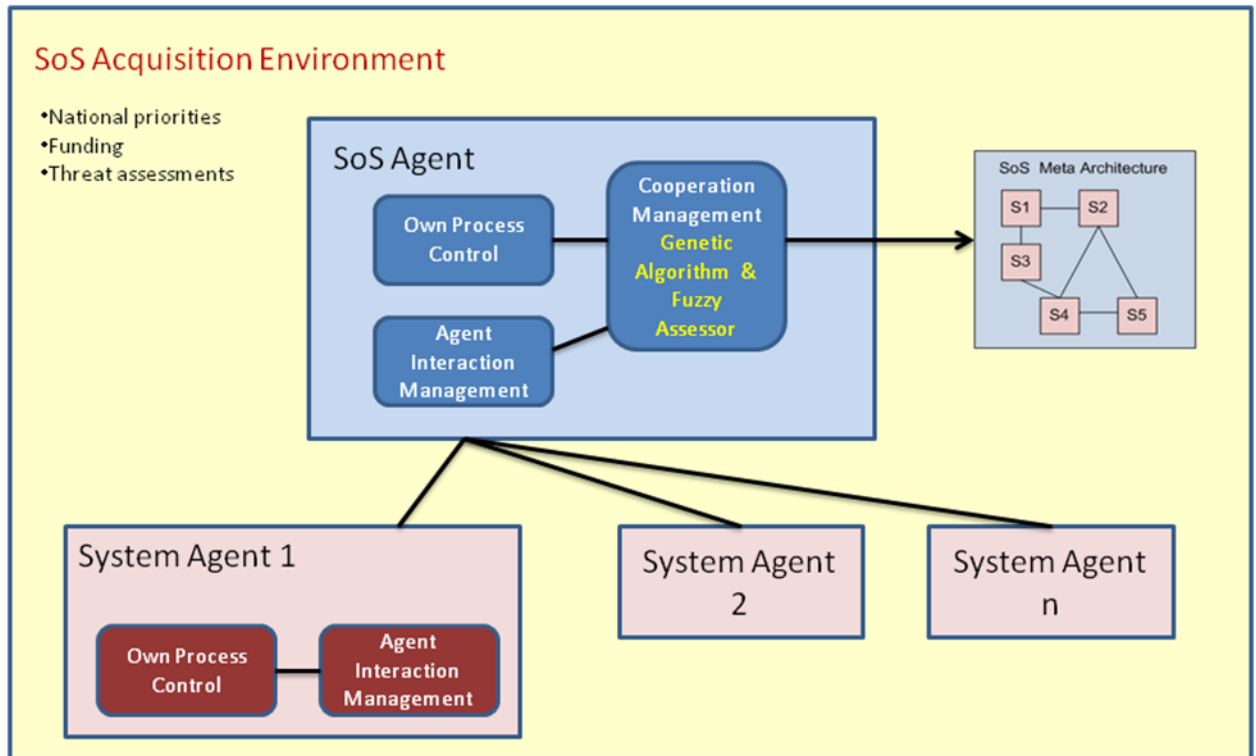 SoS Acquisition Environment
•National priorities
•Funding
•Threat assessments
SoS Agent
Own Process
Control
Agent
Interaction
Management
Cooperation
Management
Genetic
Algorithm &
Fuzzy
Assessor
SoS Meta Architecture
S1
S2
S3
S4
S5
System Agent 1
Own Process
Control
Agent
Interaction
Management
System Agent
2
System Agent
n